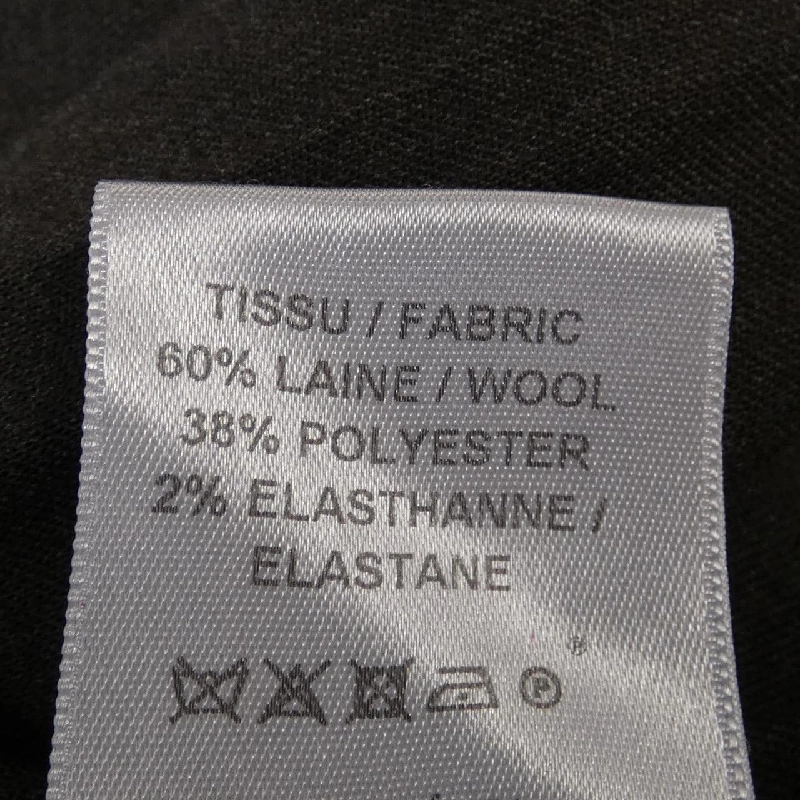 TISSU / FABRIC
60% LAINE / WOOL
38% POLYESTER
2% ELASTHANNE /
ELASTANE
®
P